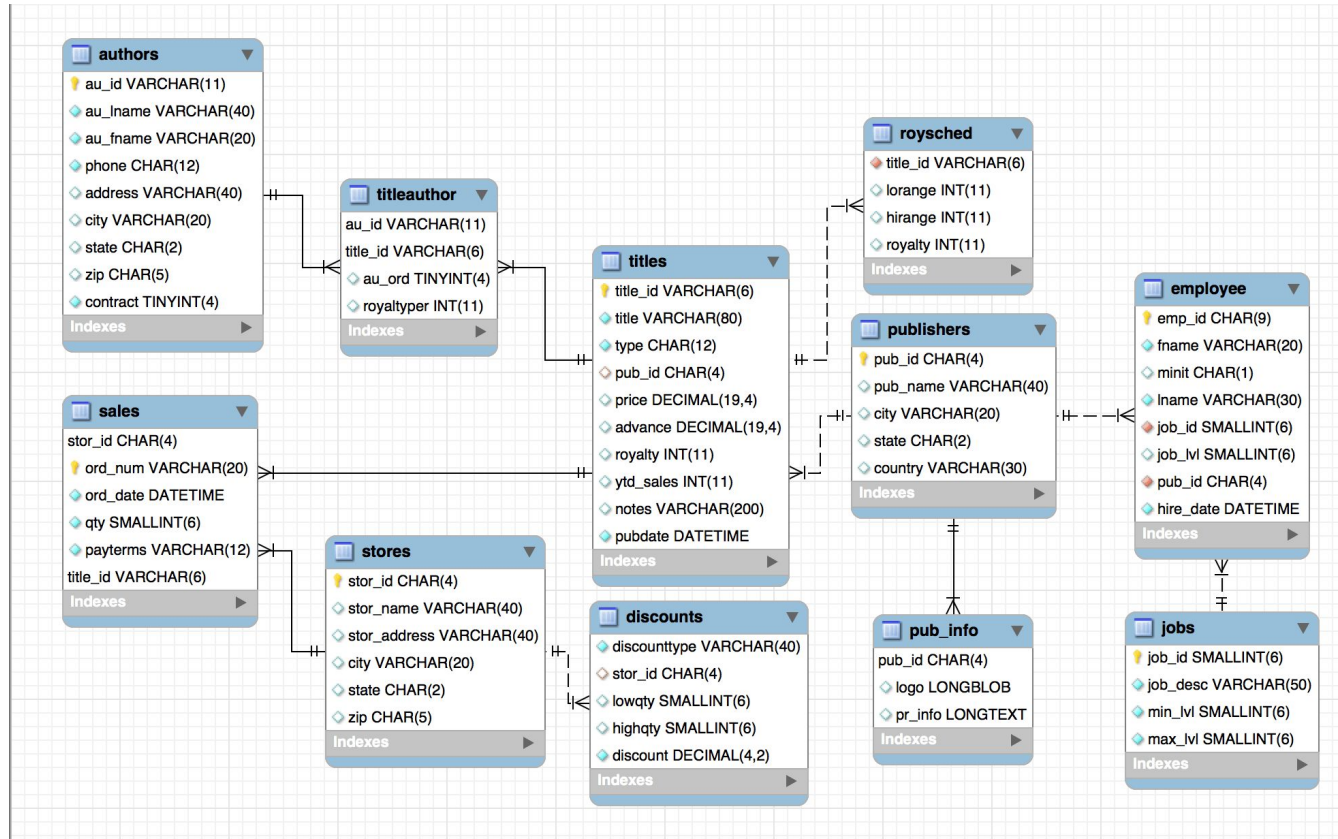 authors
au_id VARCHAR(11)
au_lname VARCHAR(40)
au_fname VARCHAR(20)
phone CHAR(12)
address VARCHAR(40)
city VARCHAR(20)
state CHAR(2)
zip CHAR(5)
contract TINYINT(4)
Indexes
titleauthor
au_id VARCHAR(11)
title_id VARCHAR(6)
au_ord TINYINT(4)
royaltyper INT(11)
Indexes
titles
title_id VARCHAR(6)
title VARCHAR(80)
type CHAR(12)
pub_id CHAR(4)
price DECIMAL(19,4)
advance DECIMAL(19,4)
royalty INT(11)
ytd_sales INT(11)
notes VARCHAR(200)
pubdate DATETIME
Indexes
roysched
title_id VARCHAR(6)
lorange INT(11)
hirange INT(11)
royalty INT(11)
Indexes
publishers
pub_id CHAR(4)
pub_name VARCHAR(40)
city VARCHAR(20)
state CHAR(2)
country VARCHAR(30)
Indexes
employee
emp_id CHAR(9)
fname VARCHAR(20)
minit CHAR(1)
lname VARCHAR(30)
job_id SMALLINT(6)
job_lvl SMALLINT(6)
pub_id CHAR(4)
hire_date DATETIME
Indexes
sales
stor_id CHAR(4)
ord_num VARCHAR(20)
ord_date DATETIME
qty SMALLINT(6)
payterms VARCHAR(12)
title_id VARCHAR(6)
Indexes
stores
stor_id CHAR(4)
stor_name VARCHAR(40)
stor_address VARCHAR(40)
city VARCHAR(20)
state CHAR(2)
zip CHAR(5)
Indexes
discounts
discounttype VARCHAR(40)
stor_id CHAR(4)
lowqty SMALLINT(6)
highqty SMALLINT(6)
discount DECIMAL(4,2)
Indexes
pub_info
pub_id CHAR(4)
logo LONGBLOB
pr_info LONGTEXT
Indexes
jobs
job_id SMALLINT(6)
job_desc VARCHAR(50)
min_lvl SMALLINT(6)
max_lvl SMALLINT(6)
Indexes